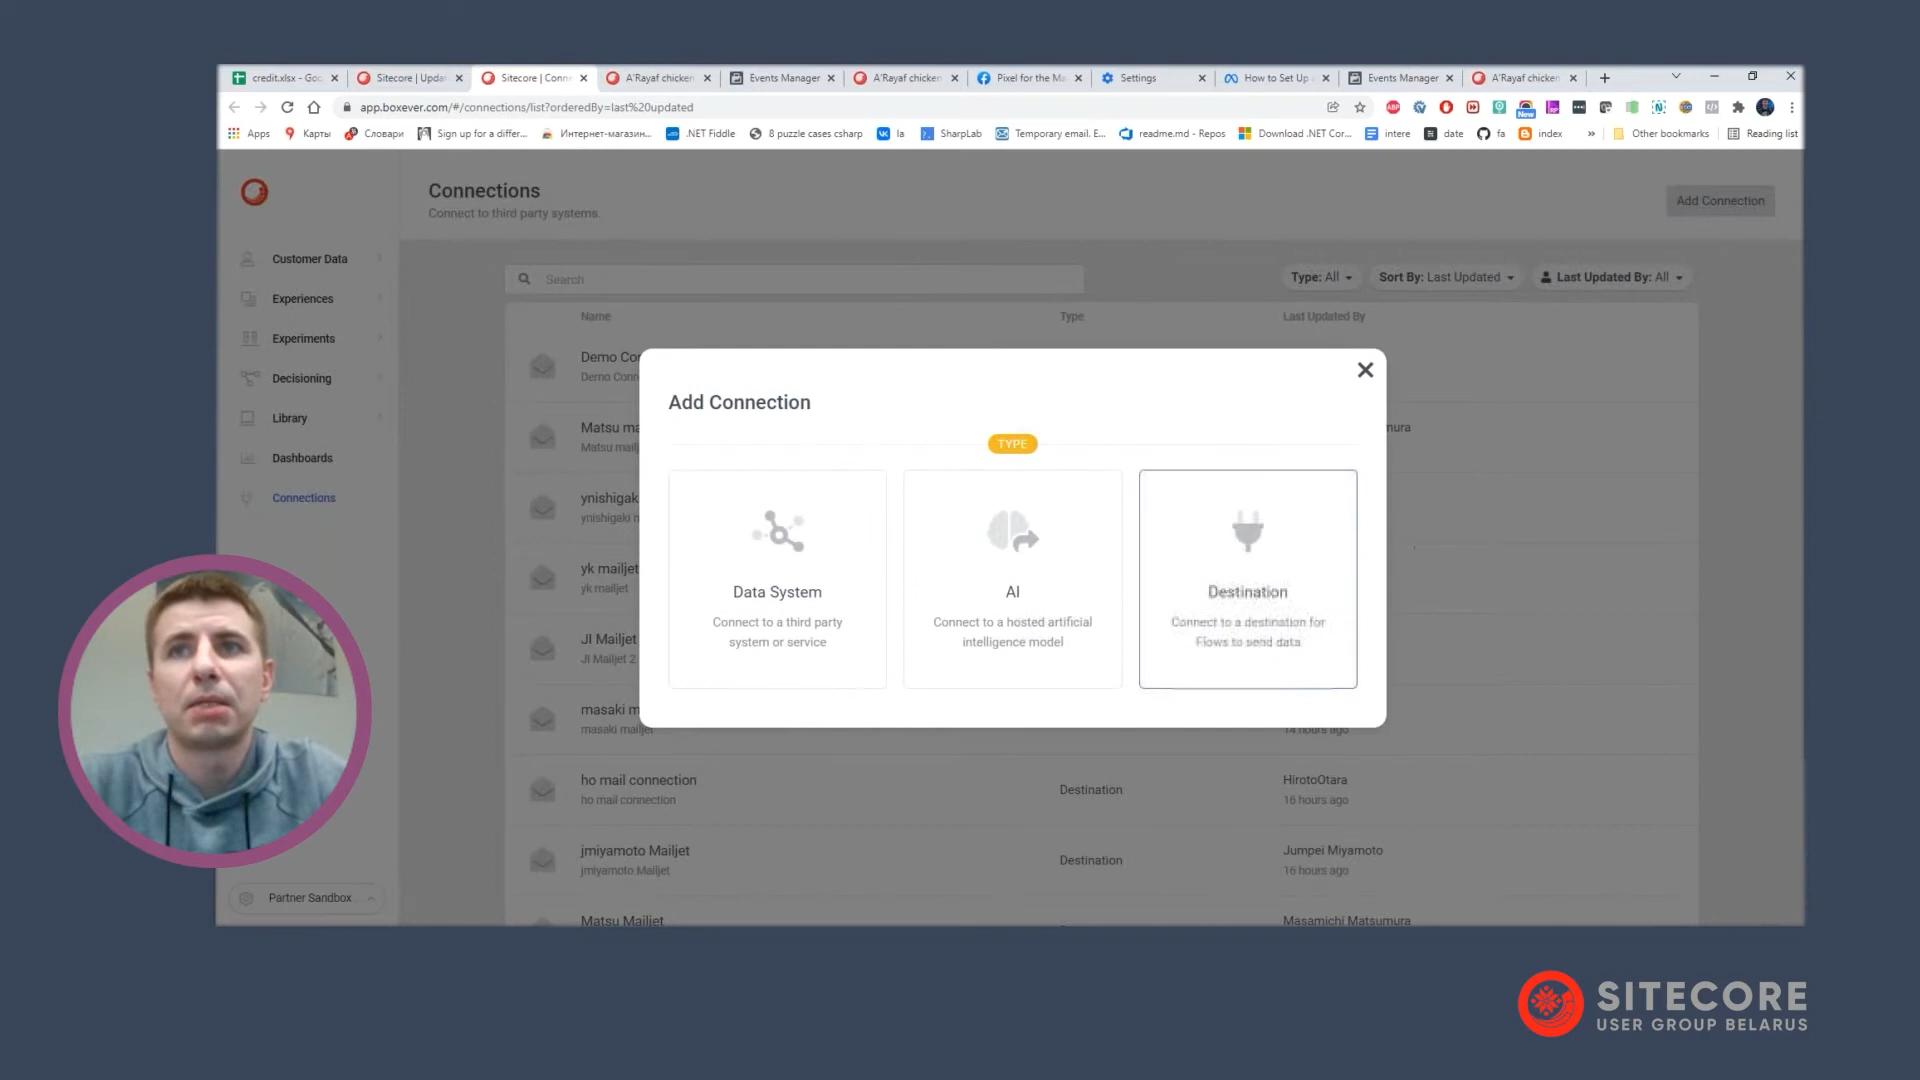 credit.xlsx - Goo
Sitecore | Updat
Sitecore | Conn
A'Rayaf chicken
Events Manager
A'Rayaf chicken
Pixel for the Ma
Settings
How to Set Up
Events Manager
A'Rayaf chicken
app.boxever.com/#/connections/list?orderedBy=last%20updated
ABP
New
Apps
Карты
Словари
Sign up for a differ...
Интернет-магазин...
.NET Fiddle
8 puzzle cases csharp
la
SharpLab
Temporary email. E...
readme.md - Repos
Download .NET Cor...
intere
date
fa
index
»
Other bookmarks
Reading list
Connections
Connect to third party systems.
Add Connection
Customer Data
Experiences
Experiments
Decisioning
Library
Dashboards
Connections
Partner Sandbox
Search
Type: All
Sort By: Last Updated
Last Updated By: All
Name
Type
Last Updated By
Demo Con
Demo Conn
Matsu ma
Matsu mailj
mura
ynishigak
ynishigaki m
yk mailjet
yk mailjet
JI Mailjet
JI Mailjet 2
masaki m
masaki mailjet
14 hours ago
ho mail connection
ho mail connection
Destination
HirotoOtara
16 hours ago
jmiyamoto Mailjet
jmiyamoto Mailjet
Destination
Jumpei Miyamoto
16 hours ago
Matsu Mailjet
Masamichi Matsumura
Add Connection
TYPE
Data System
Connect to a third party
system or service
AI
Connect to a hosted artificial
intelligence model
Destination
Connect to a destination for
Flows to send data
SITECORE
USER GROUP BELARUS